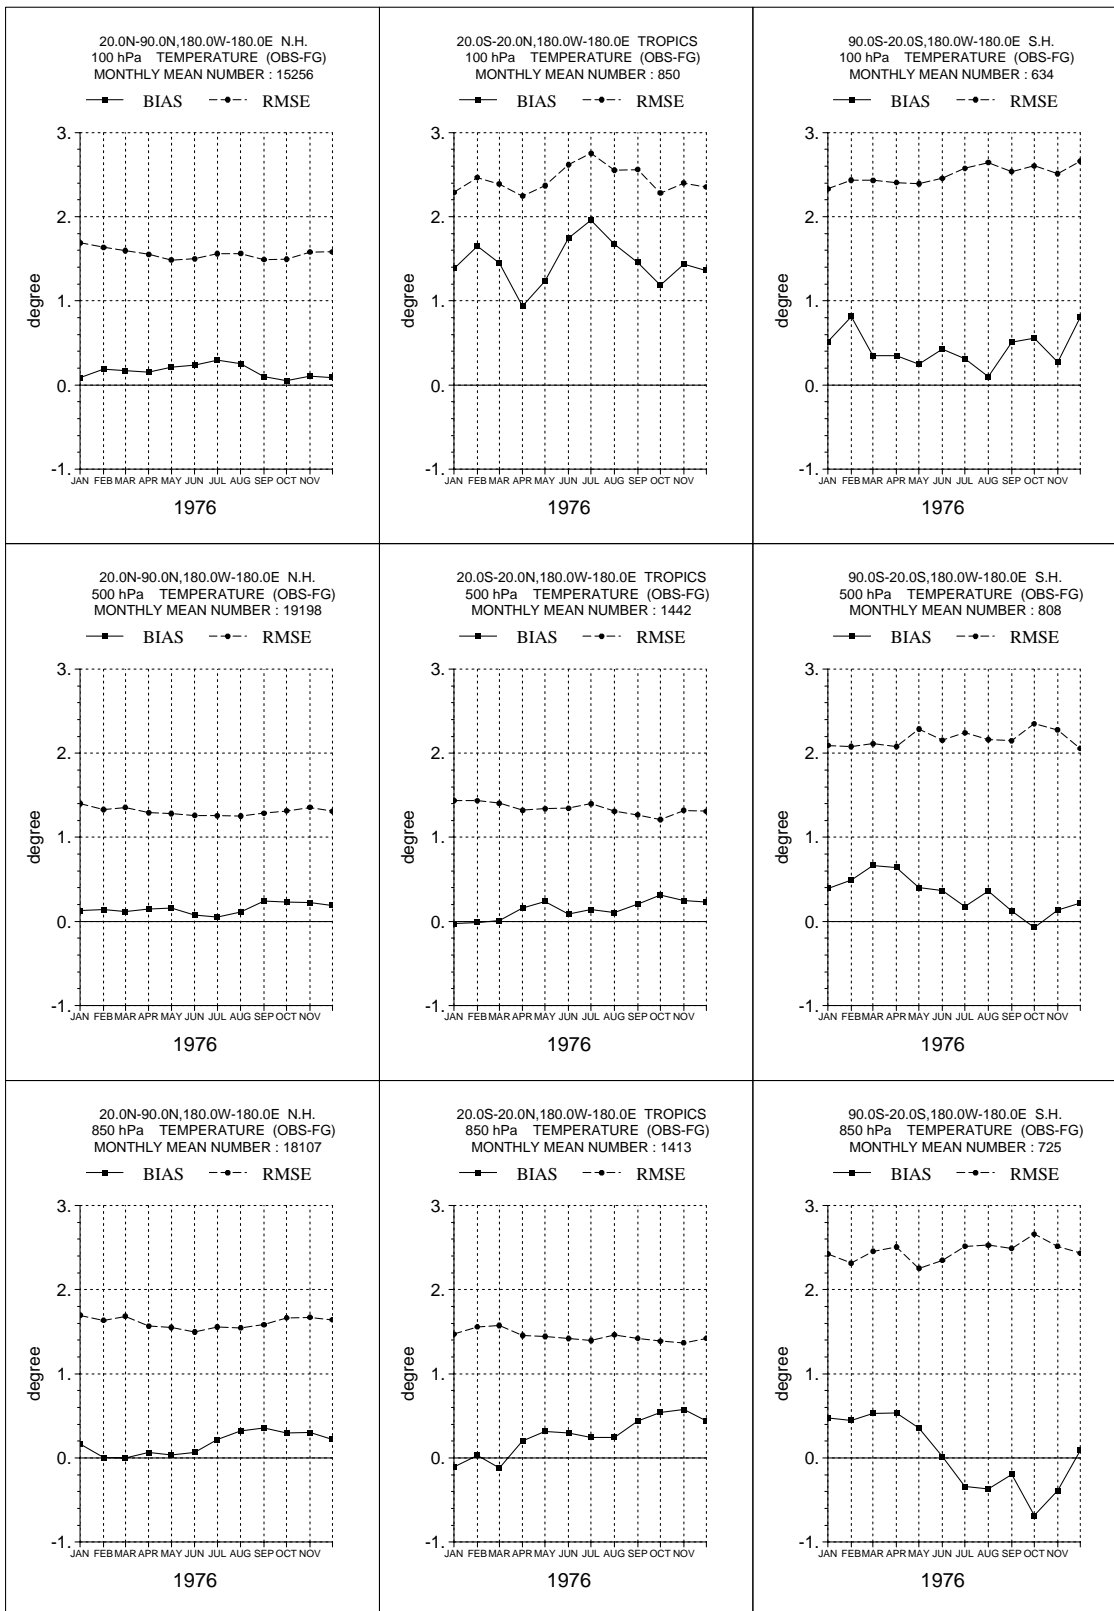 20.0N-90.0N,180.0W-180.0E N.H.
100 hPa TEMPERATURE (OBS-FG)
MONTHLY MEAN NUMBER : 15256
BIAS RMSE
3.
2.
1.
0.
-1.
degree
JAN FEB MAR APR MAY JUN JUL AUG SEP OCT NOV
1976
20.0S-20.0N,180.0W-180.0E TROPICS
100 hPa TEMPERATURE (OBS-FG)
MONTHLY MEAN NUMBER : 850
BIAS RMSE
3.
2.
1.
0.
-1.
degree
JAN FEB MAR APR MAY JUN JUL AUG SEP OCT NOV
1976
90.0S-20.0S,180.0W-180.0E S.H.
100 hPa TEMPERATURE (OBS-FG)
MONTHLY MEAN NUMBER : 634
BIAS RMSE
3.
2.
1.
0.
-1.
degree
JAN FEB MAR APR MAY JUN JUL AUG SEP OCT NOV
1976
20.0N-90.0N,180.0W-180.0E N.H.
500 hPa TEMPERATURE (OBS-FG)
MONTHLY MEAN NUMBER : 19198
BIAS RMSE
3.
2.
1.
0.
-1.
degree
JAN FEB MAR APR MAY JUN JUL AUG SEP OCT NOV
1976
20.0S-20.0N,180.0W-180.0E TROPICS
500 hPa TEMPERATURE (OBS-FG)
MONTHLY MEAN NUMBER : 1442
BIAS RMSE
3.
2.
1.
0.
-1.
degree
JAN FEB MAR APR MAY JUN JUL AUG SEP OCT NOV
1976
90.0S-20.0S,180.0W-180.0E S.H.
500 hPa TEMPERATURE (OBS-FG)
MONTHLY MEAN NUMBER : 808
BIAS RMSE
3.
2.
1.
0.
-1.
degree
JAN FEB MAR APR MAY JUN JUL AUG SEP OCT NOV
1976
20.0N-90.0N,180.0W-180.0E N.H.
850 hPa TEMPERATURE (OBS-FG)
MONTHLY MEAN NUMBER : 18107
BIAS RMSE
3.
2.
1.
0.
-1.
degree
JAN FEB MAR APR MAY JUN JUL AUG SEP OCT NOV
1976
20.0S-20.0N,180.0W-180.0E TROPICS
850 hPa TEMPERATURE (OBS-FG)
MONTHLY MEAN NUMBER : 1413
BIAS RMSE
3.
2.
1.
0.
-1.
degree
JAN FEB MAR APR MAY JUN JUL AUG SEP OCT NOV
1976
90.0S-20.0S,180.0W-180.0E S.H.
850 hPa TEMPERATURE (OBS-FG)
MONTHLY MEAN NUMBER : 725
BIAS RMSE
3.
2.
1.
0.
-1.
degree
JAN FEB MAR APR MAY JUN JUL AUG SEP OCT NOV
1976